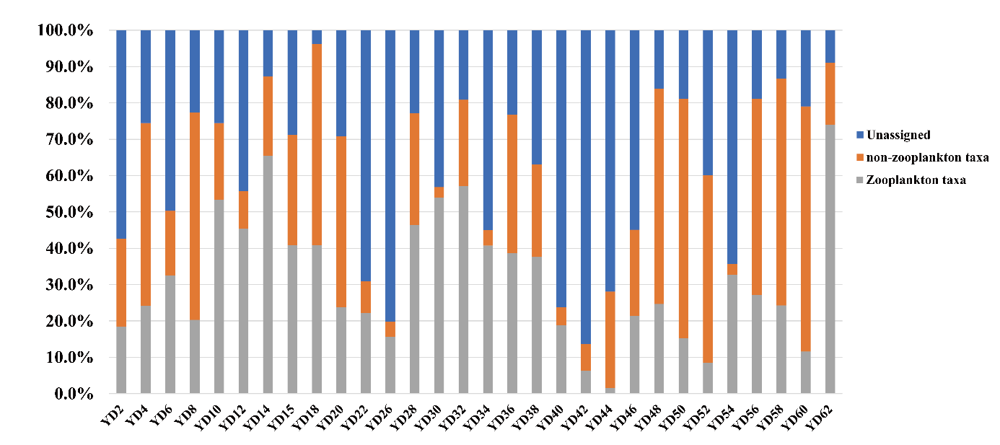 100.0%
90.0%
80.0%
70.0%
60.0%
50.0%
40.0%
30.0%
20.0%
10.0%
0.0%
Unassigned
non-zooplankton taxa
Zooplankton taxa
YD2 YD4 YD6 YD8 YD10 YD12 YD14 YD15 YD18 YD20 YD22 YD26 YD28 YD30 YD32 YD34 YD36 YD38 YD40 YD42 YD44 YD46 YD48 YD50 YD52 YD54 YD56 YD58 YD60 YD62